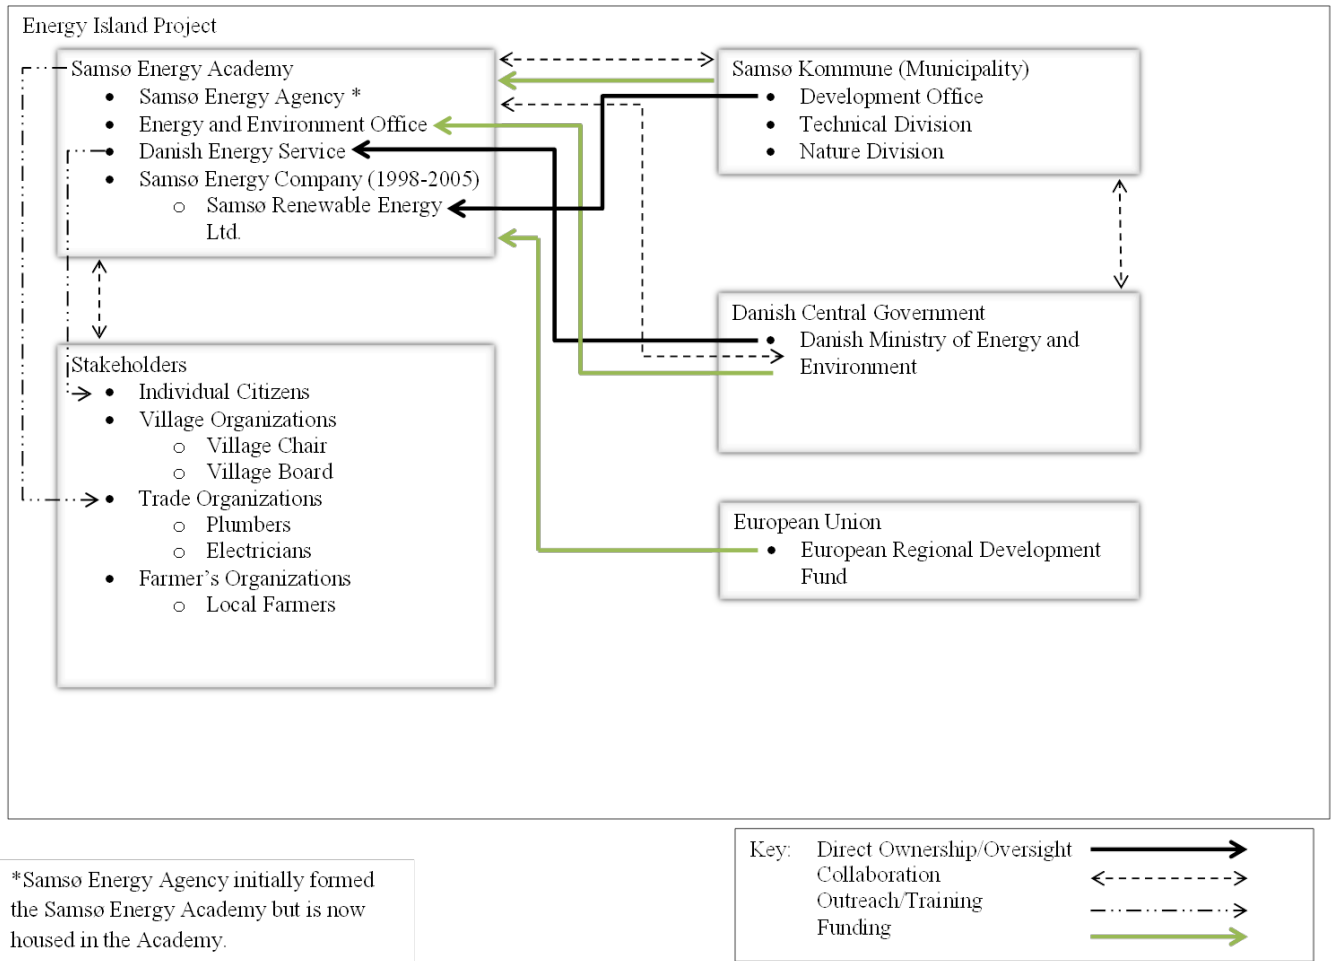 Energy Island Project
Samsø Energy Academy
• Samsø Energy Agency *
• Energy and Environment Office
• Danish Energy Service
• Samsø Energy Company (1998-2005)
o Samsø Renewable Energy
Ltd.
Samsø Kommune (Municipality)
• Development Office
• Technical Division
• Nature Division
Stakeholders
• Individual Citizens
• Village Organizations
o Village Chair
o Village Board
• Trade Organizations
o Plumbers
o Electricians
• Farmer’s Organizations
o Local Farmers
Danish Central Government
• Danish Ministry of Energy and
Environment
European Union
• European Regional Development
Fund
*Samsø Energy Agency initially formed
the Samsø Energy Academy but is now
housed in the Academy.
Key: Direct Ownership/Oversight
Collaboration
Outreach/Training
Funding